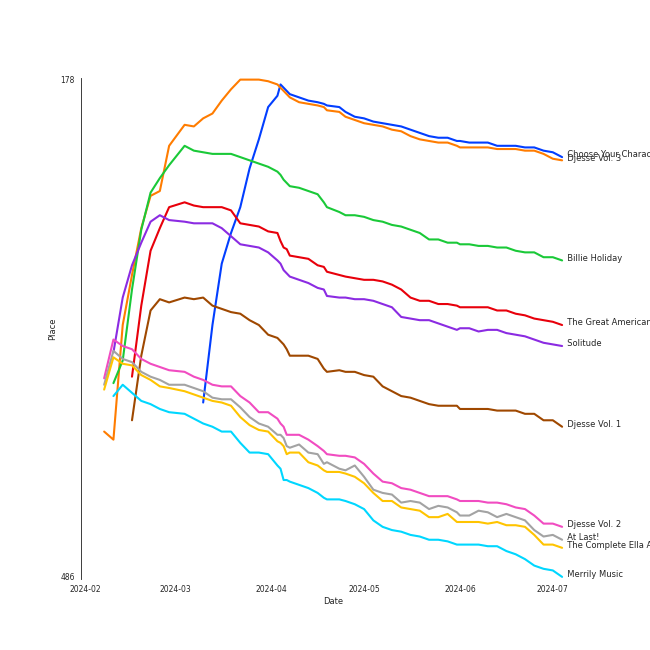 178
Choose Your Charac
Djesse Vol. 3
Billie Holiday
The Great American
Place
Solitude
Djesse Vol. 1
Djesse Vol. 2
At Last!
The Complete Ella A
Merrily Music
486
2024-02 2024-03 2024-04 2024-05 2024-06 2024-07
Date